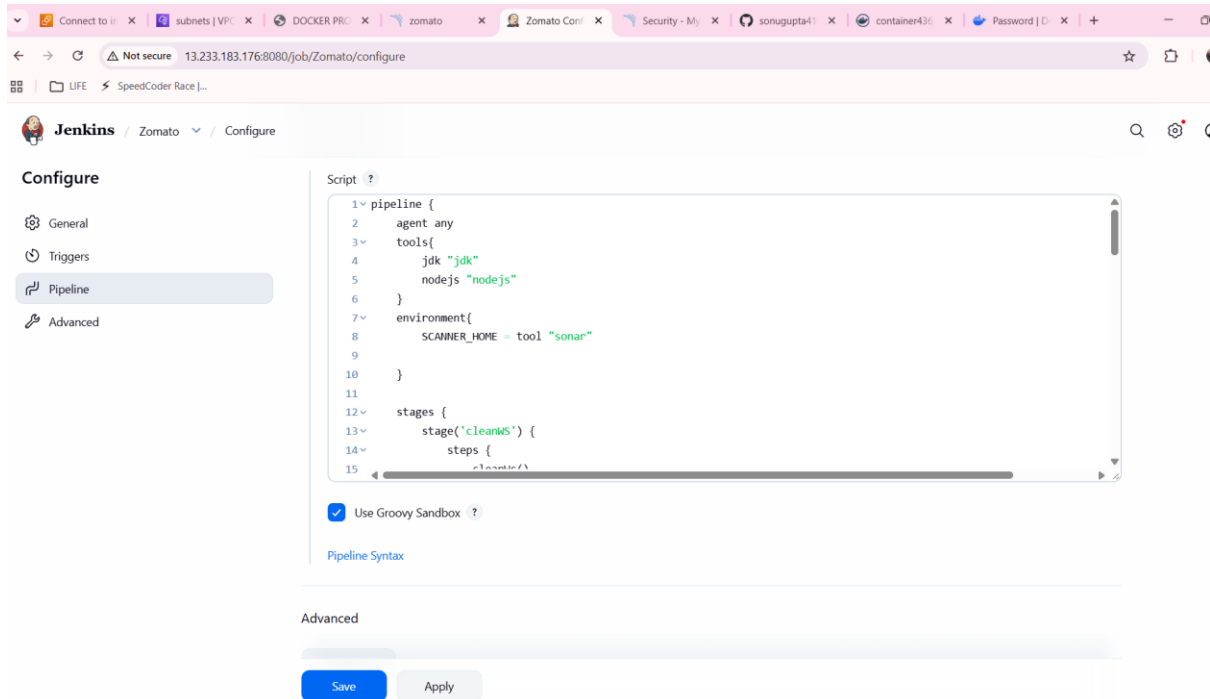 Connect to in
subnets | VPC
DOCKER PRO
zomato
Zomato Conf
Security - My
sonugupta41
container436
Password | D
Not secure 13.233.183.176:8080/job/Zomato/configure
LIFE SpeedCoder Race |...
Jenkins / Zomato / Configure
Configure
General
Triggers
Pipeline
Advanced
Script ?
1 pipeline {
2 agent any
3 tools{
4 jdk "jdk"
5 nodejs "nodejs"
6 }
7 environment{
8 SCANNER_HOME = tool "sonar"
9
10 }
11
12 stages {
13 stage('cleanWS') {
14 steps {
15 cleanWs()
Use Groovy Sandbox ?
Pipeline Syntax
Advanced
Save Apply